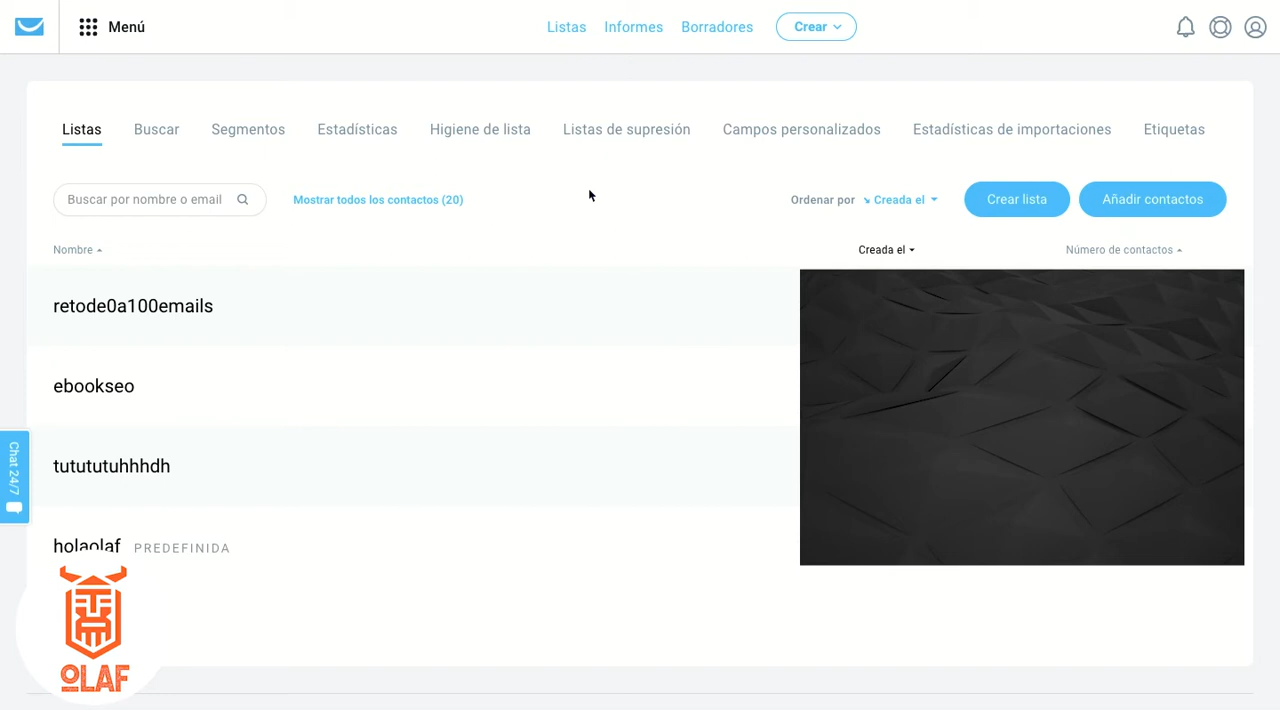 Menú
Listas Informes Borradores Crear
Listas Buscar Segmentos Estadísticas Higiene de lista Listas de supresión Campos personalizados Estadísticas de importaciones Etiquetas
Buscar por nombre o email Mostrar todos los contactos (20) Ordenar por Creada el Crear lista Añadir contactos
Nombre Creada el Número de contactos
retode0a100emails
ebookseo
tutututuhhhdh
holaolaf PREDEFINIDA
Chat 24/7
OLAF